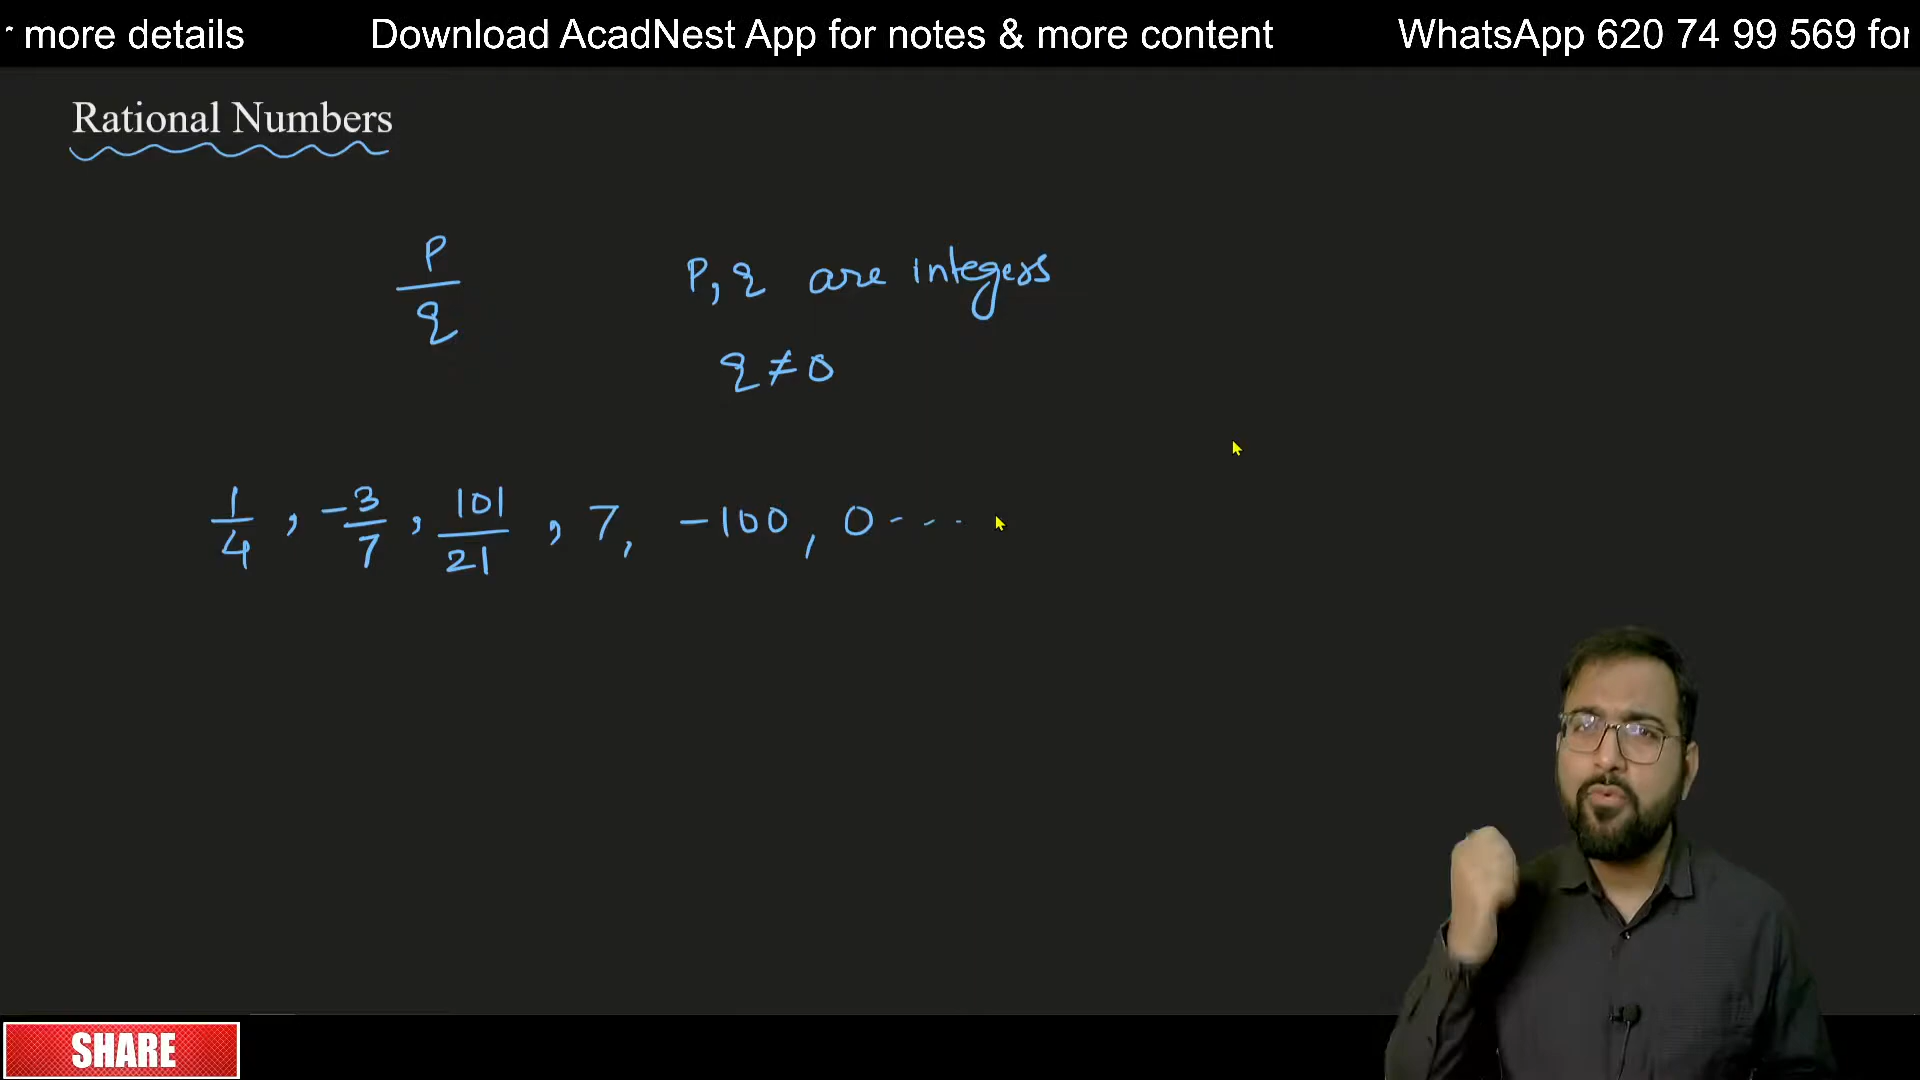 r more details Download AcadNest App for notes & more content WhatsApp 620 74 99 569 for
Rational Numbers
p/q p, q are integers
q ≠ 0
1/4 , -3/7 , 101/21 , 7, -100, 0 - - - -
SHARE